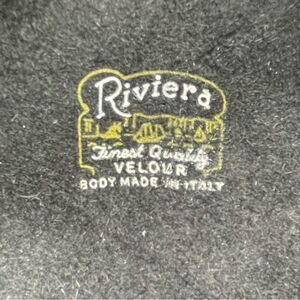 Riviera
Finest Quality
VELOUR
BODY MADE IN ITALY